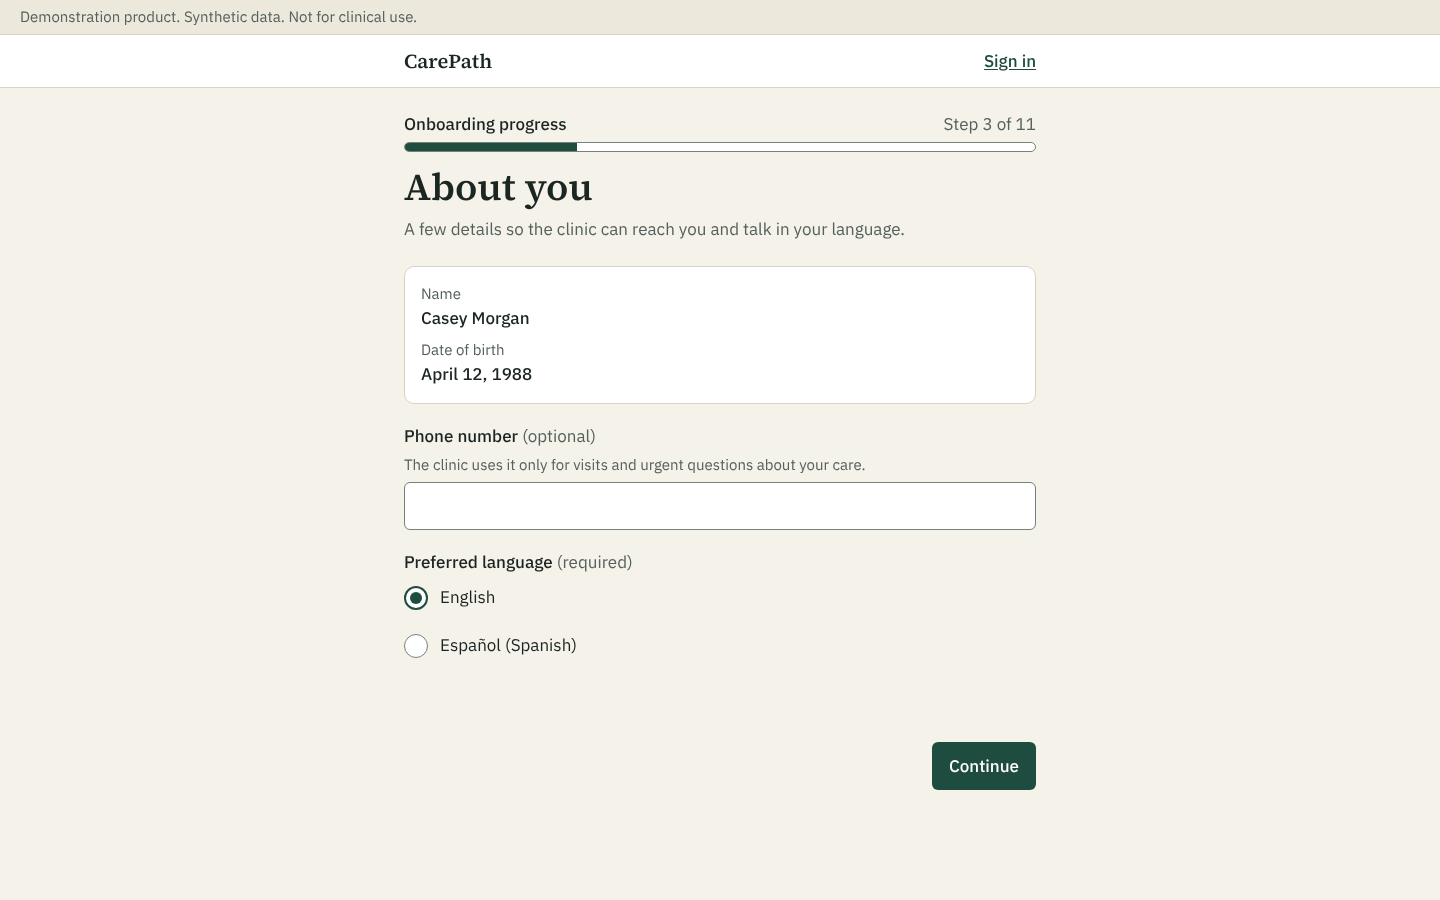 Demonstration product. Synthetic data. Not for clinical use.
CarePath
Sign in
Onboarding progress
Step 3 of 11
About you
A few details so the clinic can reach you and talk in your language.
Name
Casey Morgan
Date of birth
April 12, 1988
Phone number (optional)
The clinic uses it only for visits and urgent questions about your care.
Preferred language (required)
English
Español (Spanish)
Continue